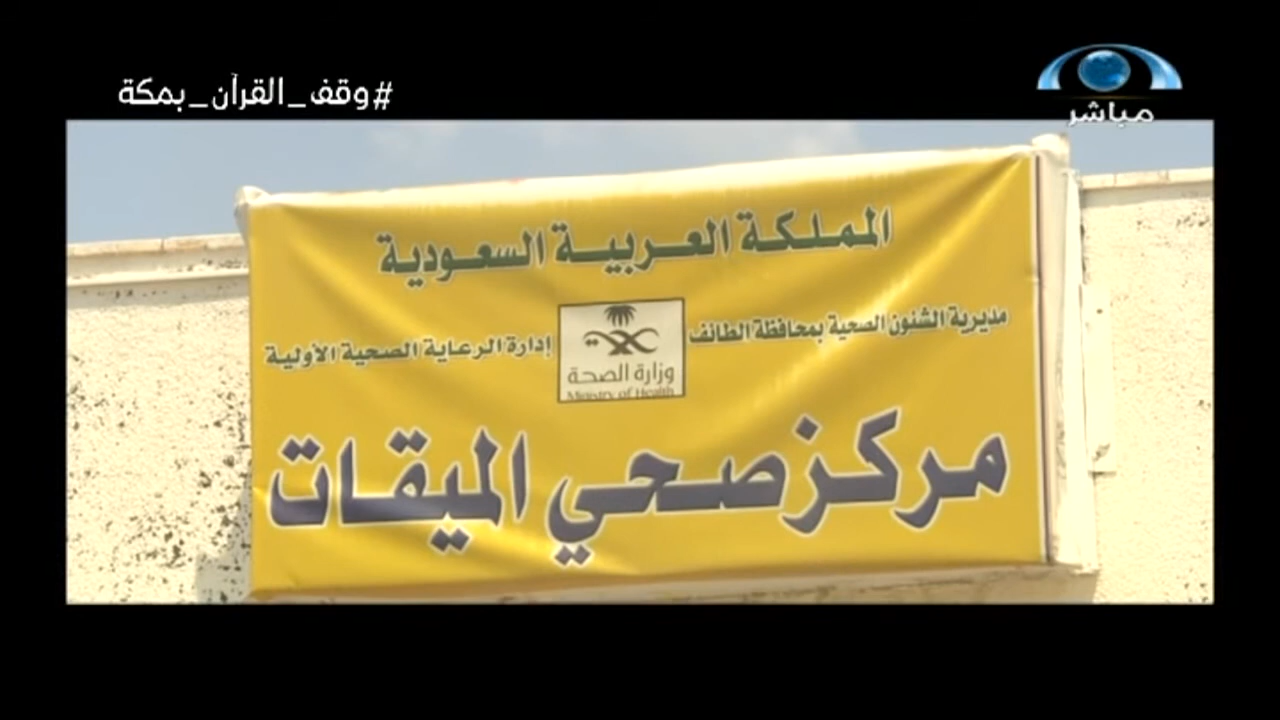 #وقف_القرآن_بمكة
مباشر
المملكة العربية السعودية
مديرية الشئون الصحية بمحافظة الطائف
إدارة الرعاية الصحية الأولية
وزارة الصحة
Ministry of Health
مركز صحي الميقات